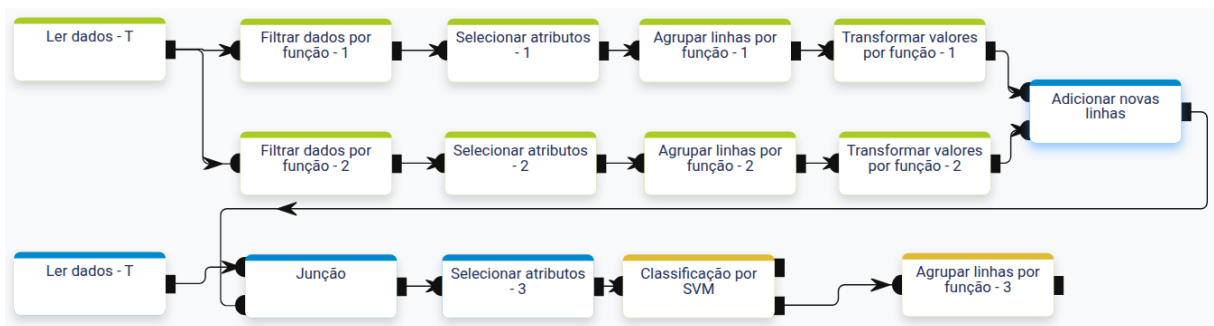 Ler dados - T
Filtrar dados por
função - 1
Selecionar atributos
- 1
Agrupar linhas por
função - 1
Transformar valores
por função - 1
Adicionar novas
linhas
Filtrar dados por
função - 2
Selecionar atributos
- 2
Agrupar linhas por
função - 2
Transformar valores
por função - 2
Ler dados - T
Junção
Selecionar atributos
- 3
Classificação por
SVM
Agrupar linhas por
função - 3